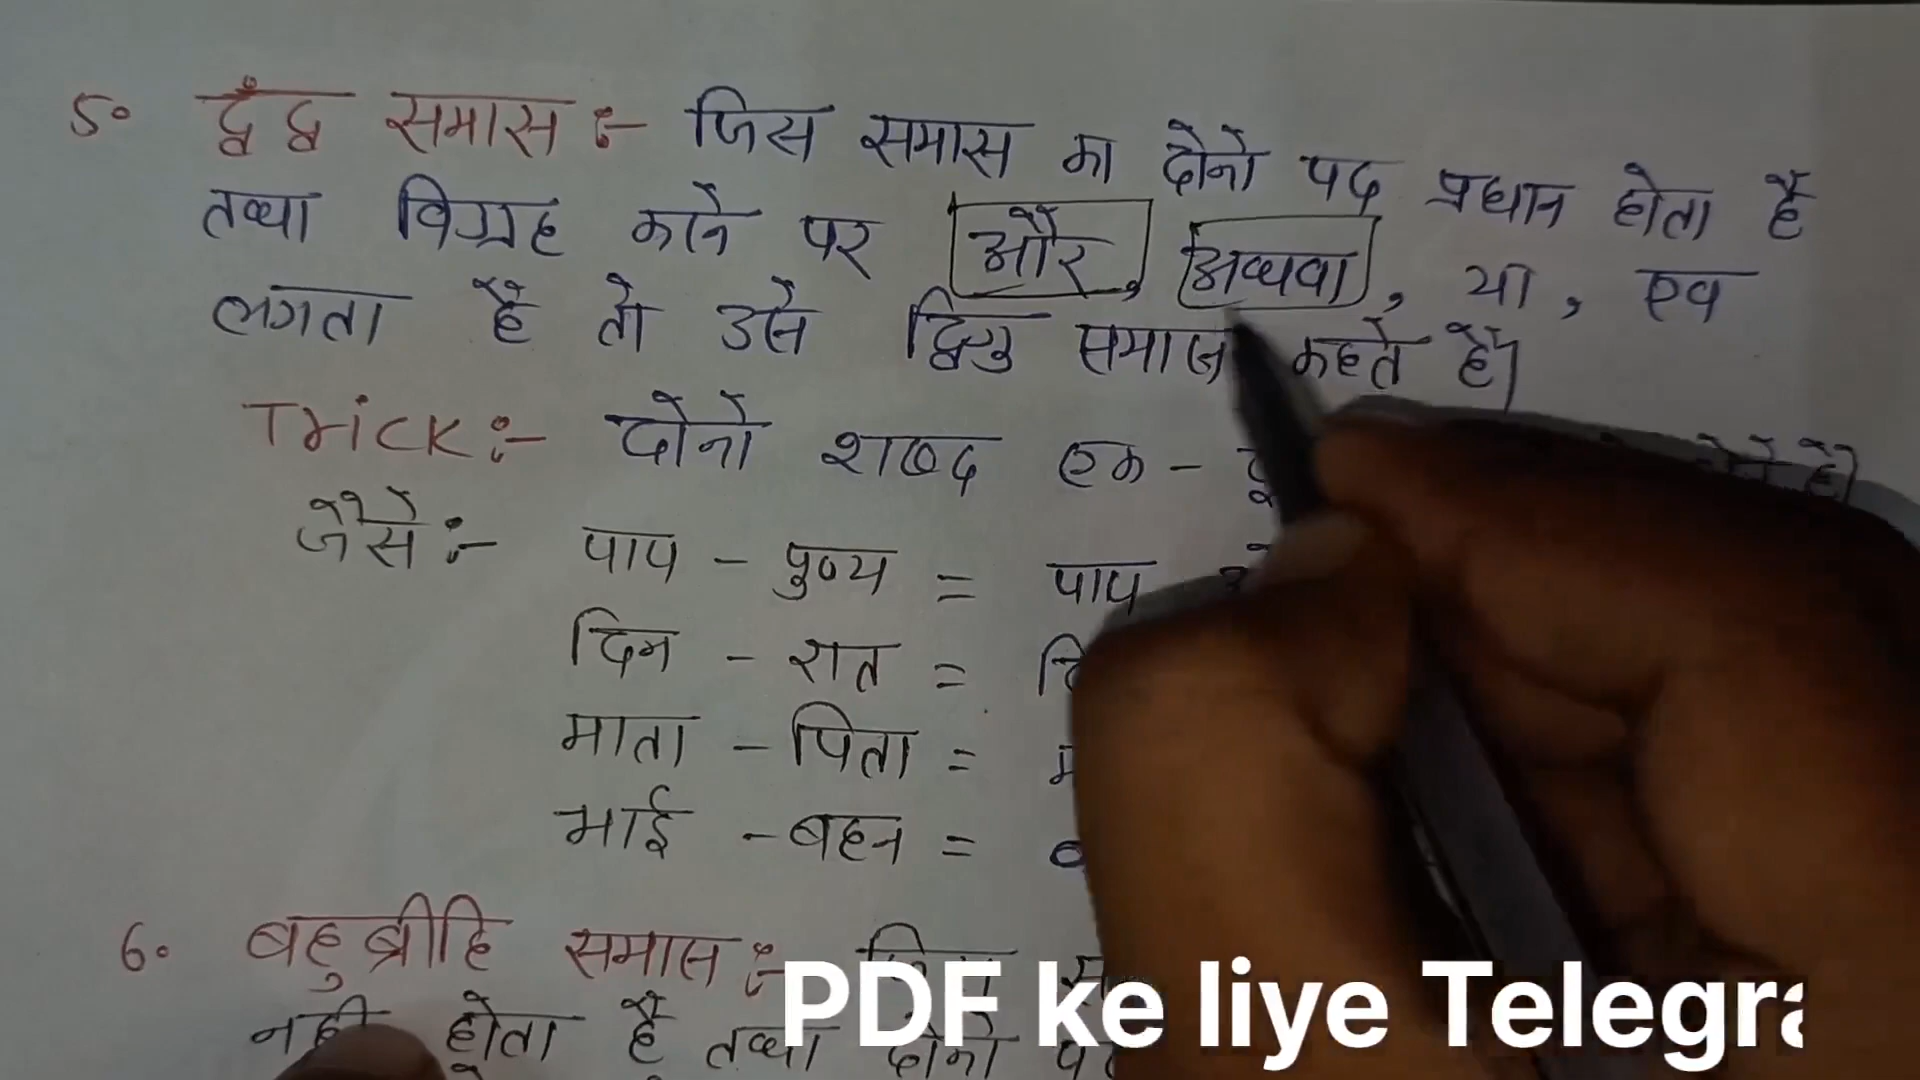 5. द्वंद्व समास :- जिस समास का दोनो पद प्रधान होता है
तथा विग्रह करने पर और, अथवा, या, एव
लगता है तो उसे द्विगु समास कहते है।
Trick :- दोनो शब्द एक - है।
जैसे :- पाप - पुण्य = पाप
दिन - रात =
माता - पिता =
भाई - बहन =
6. बहुब्रीहि समास :- जिस
नही होता है तथा दोनो
PDF ke liye Telegra